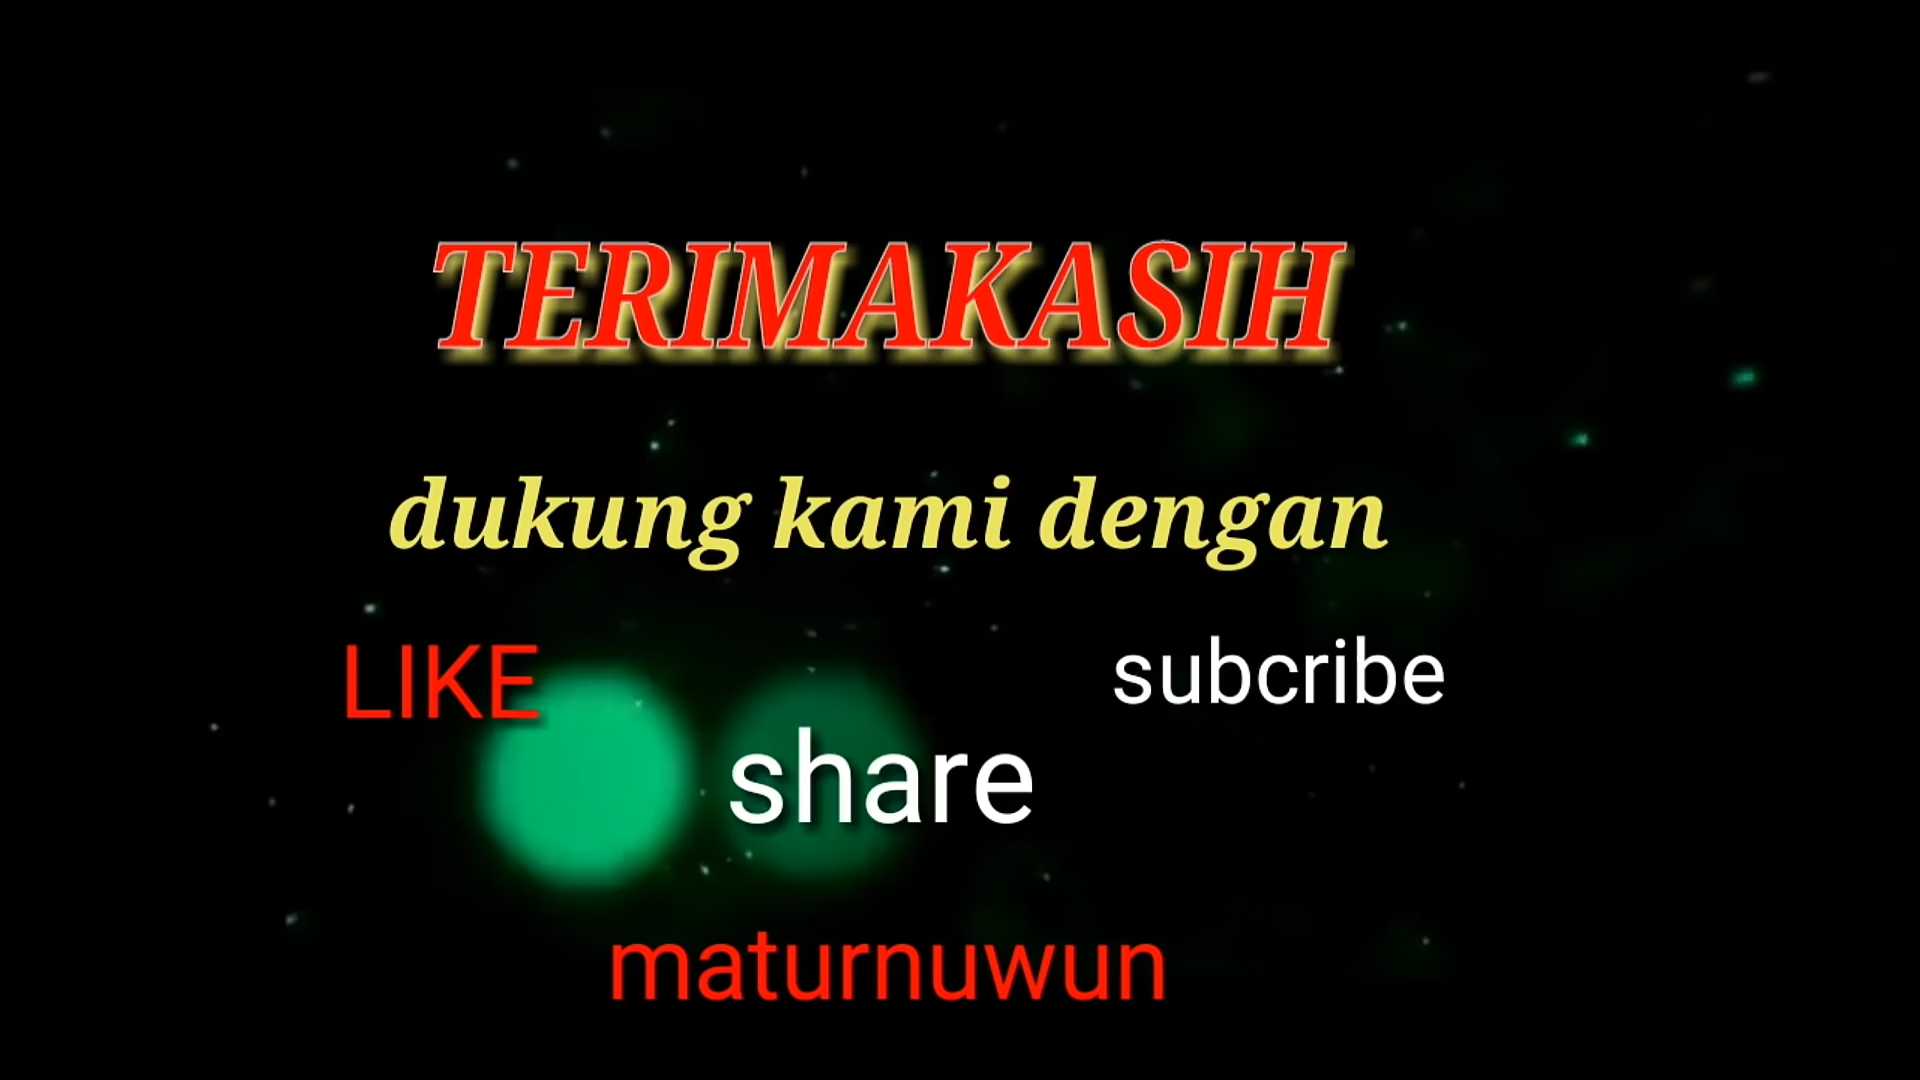 TERIMAKASIH
dukung kami dengan
LIKE
subcribe
share
maturnuwun